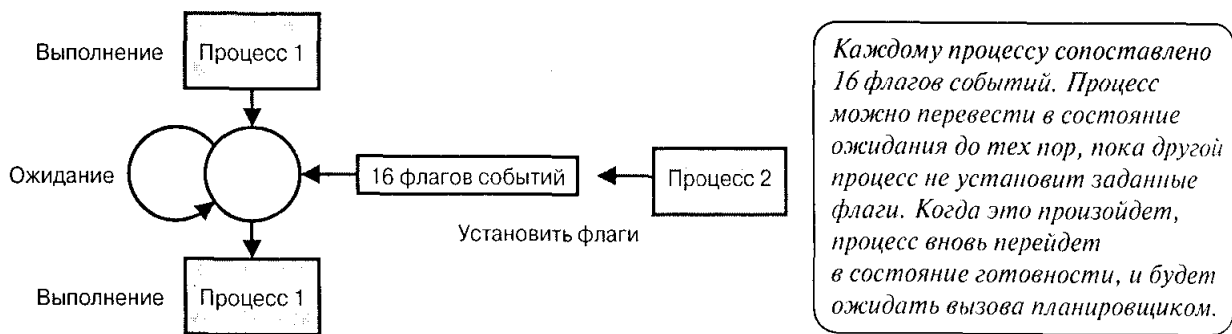 Выполнение
Процесс 1
Ожидание
16 флагов событий
Процесс 2
Установить флаги
Выполнение
Процесс 1
Каждому процессу сопоставлено
16 флагов событий. Процесс
можно перевести в состояние
ожидания до тех пор, пока другой
процесс не установит заданные
флаги. Когда это произойдет,
процесс вновь перейдет
в состояние готовности, и будет
ожидать вызова планировщиком.